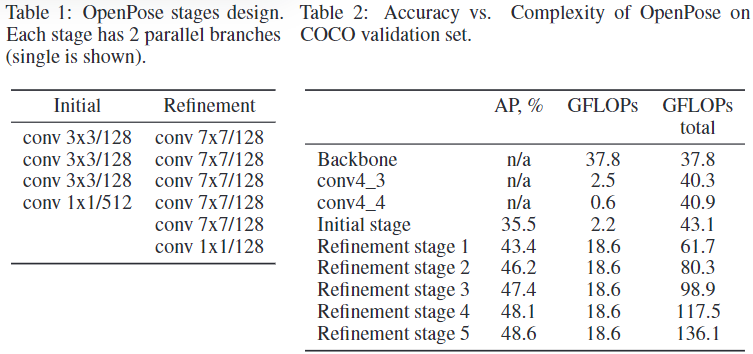 Table 1: OpenPose stages design.
Each stage has 2 parallel branches
(single is shown).
Initial Refinement
conv 3x3/128 conv 7x7/128
conv 3x3/128 conv 7x7/128
conv 3x3/128 conv 7x7/128
conv 1x1/512 conv 7x7/128
conv 7x7/128
conv 1x1/128
Table 2: Accuracy vs. Complexity of OpenPose on
COCO validation set.
AP, % GFLOPs GFLOPs
total
Backbone n/a 37.8 37.8
conv4_3 n/a 2.5 40.3
conv4_4 n/a 0.6 40.9
Initial stage 35.5 2.2 43.1
Refinement stage 1 43.4 18.6 61.7
Refinement stage 2 46.2 18.6 80.3
Refinement stage 3 47.4 18.6 98.9
Refinement stage 4 48.1 18.6 117.5
Refinement stage 5 48.6 18.6 136.1